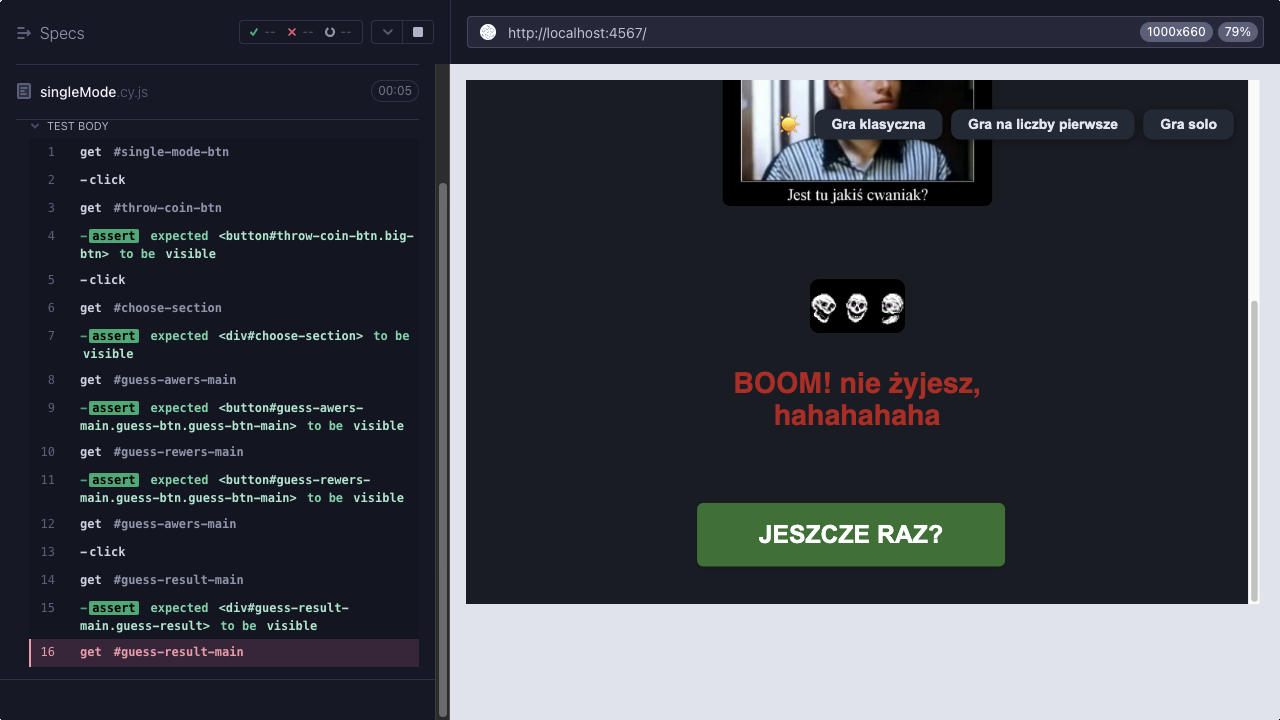 Specs
-- -- --
http://localhost:4567/
1000x660
79%
singleMode.cy.js
00:05
TEST BODY
1 get #single-mode-btn
2 -click
3 get #throw-coin-btn
4 -assert expected <button#throw-coin-btn.big-
btn> to be visible
5 -click
6 get #choose-section
7 -assert expected <div#choose-section> to be
visible
8 get #guess-awers-main
9 -assert expected <button#guess-awers-
main.guess-btn.guess-btn-main> to be visible
10 get #guess-rewers-main
11 -assert expected <button#guess-rewers-
main.guess-btn.guess-btn-main> to be visible
12 get #guess-awers-main
13 -click
14 get #guess-result-main
15 -assert expected <div#guess-result-
main.guess-result> to be visible
16 get #guess-result-main
Gra klasyczna
Gra na liczby pierwsze
Gra solo
Jest tu jakiś cwaniak?
BOOM! nie żyjesz,
hahahahaha
JESZCZE RAZ?